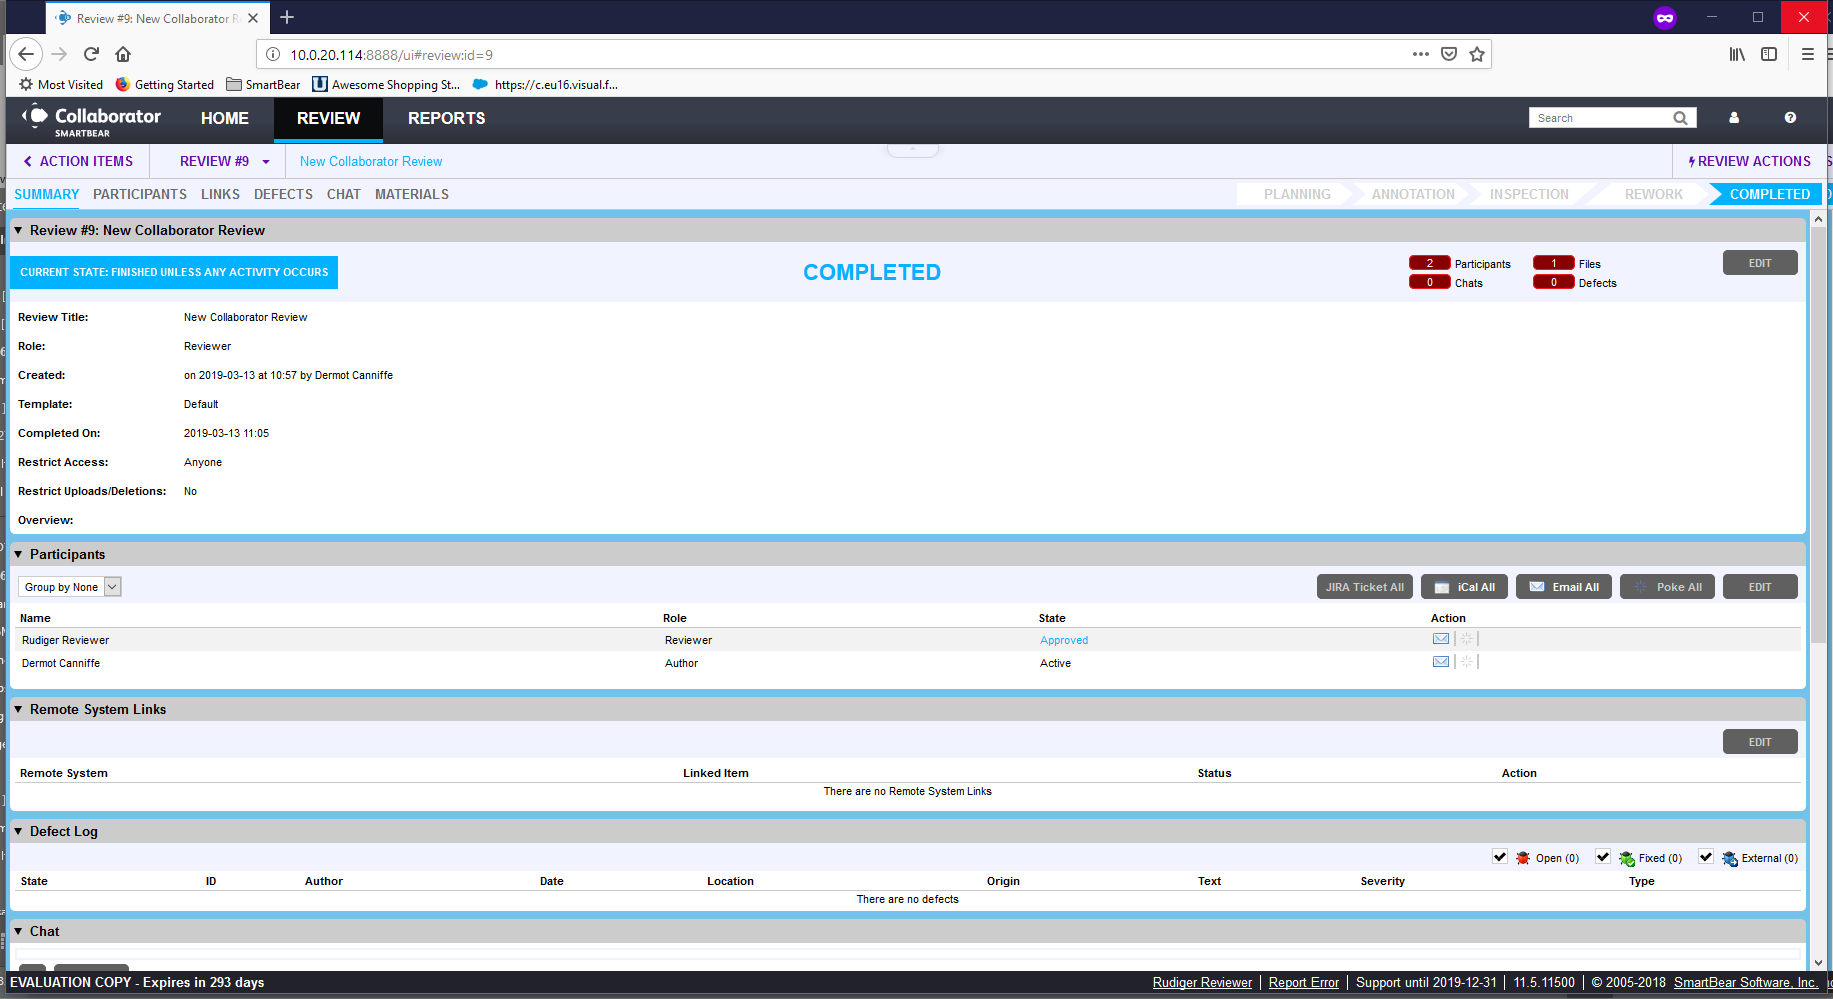 Review #9: New Collaborator R
10.0.20.114:8888/ui#review:id=9
Most Visited Getting Started SmartBear Awesome Shopping St... https://c.eu16.visual.f...
Collaborator
SMARTBEAR
HOME REVIEW REPORTS Search
ACTION ITEMS REVIEW #9 New Collaborator Review REVIEW ACTIONS
SUMMARY PARTICIPANTS LINKS DEFECTS CHAT MATERIALS PLANNING ANNOTATION INSPECTION REWORK COMPLETED
Review #9: New Collaborator Review
CURRENT STATE: FINISHED UNLESS ANY ACTIVITY OCCURS COMPLETED 2 Participants 1 Files EDIT
0 Chats 0 Defects
Review Title: New Collaborator Review
Role: Reviewer
Created: on 2019-03-13 at 10:57 by Dermot Canniffe
Template: Default
Completed On: 2019-03-13 11:05
Restrict Access: Anyone
Restrict Uploads/Deletions: No
Overview:
Participants
Group by None JIRA Ticket All iCal All Email All Poke All EDIT
Name Role State Action
Rudiger Reviewer Reviewer Approved
Dermot Canniffe Author Active
Remote System Links
EDIT
Remote System Linked Item Status Action
There are no Remote System Links
Defect Log
Open (0) Fixed (0) External (0)
State ID Author Date Location Origin Text Severity Type
There are no defects
Chat
EVALUATION COPY - Expires in 293 days Rudiger Reviewer | Report Error | Support until 2019-12-31 | 11.5.11500 | © 2005-2018 SmartBear Software, Inc.